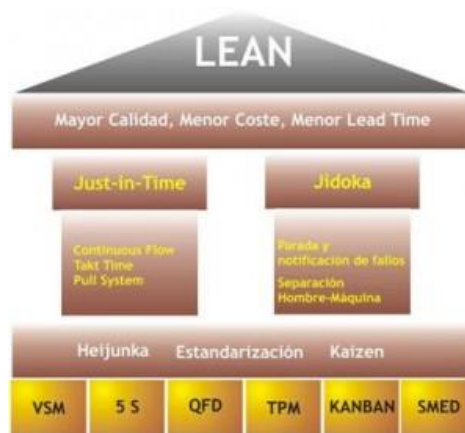 LEAN
Mayor Calidad, Menor Coste, Menor Lead Time
Just-in-Time
Jidoka
Continuous Flow
Takt Time
Pull System
Parada y
notificación de fallos
Separación
Hombre-Máquina
Heijunka Estandarización Kaizen
VSM 5 S QFD TPM KANBAN SMED